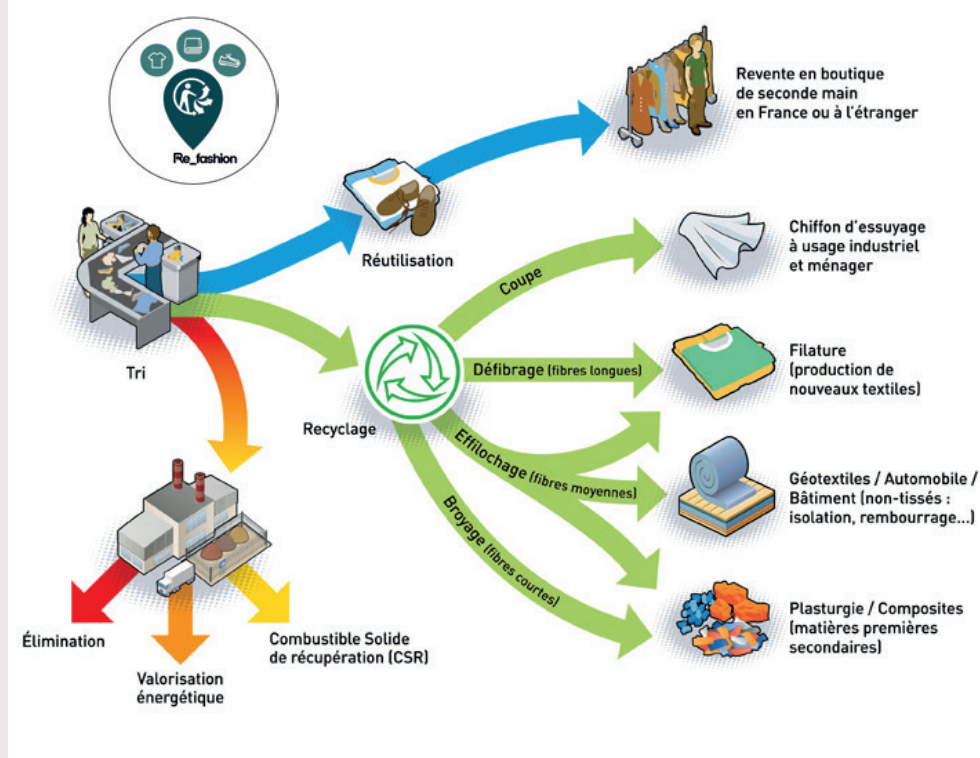 Re_fashion
Revente en boutique
de seconde main
en France ou à l'étranger
Réutilisation
Chiffon d'essuyage
à usage industriel
et ménager
Coupe
Tri
Défibrage (fibres longues)
Filature
(production de
nouveaux textiles)
Recyclage
Effilochage (fibres moyennes)
Géotextiles / Automobile /
Bâtiment (non-tissés :
isolation, rembourrage...)
Broyage (fibres courtes)
Plasturgie / Composites
(matières premières
secondaires)
Élimination
Valorisation
énergétique
Combustible Solide
de récupération (CSR)